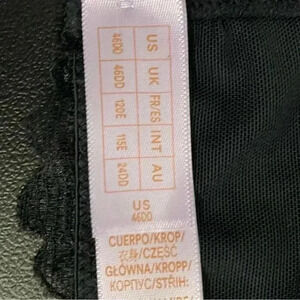 US UK FR/ES INT AU
46DD 46DD 120E 115E 24DD
US
46DD
CUERPO/KROP/
衣身/CZĘŚĆ
GŁÓWNA/KROPP/
КОРПУС/STŘIH: